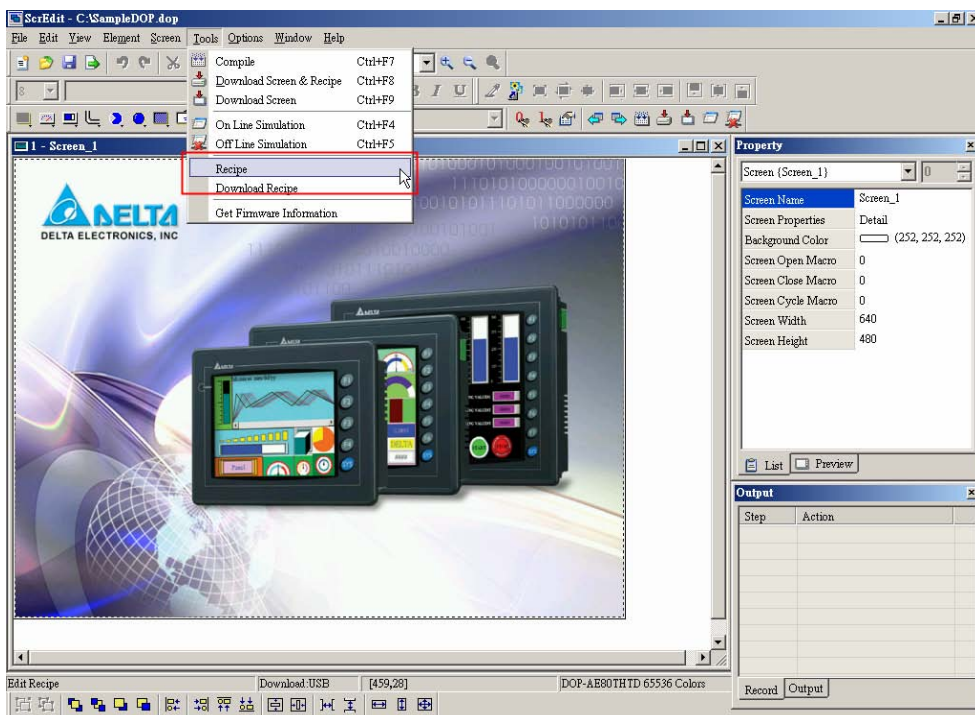 ScrEdit - C:\SampleDOP.dop
File Edit View Element Screen Tools Options Window Help
Compile Ctrl+F7
Download Screen & Recipe Ctrl+F8
Download Screen Ctrl+F9
On Line Simulation Ctrl+F4
Off Line Simulation Ctrl+F5
Recipe
Download Recipe
Get Firmware Information
8
I U
1 - Screen_1
DELTA
DELTA ELECTRONICS, INC
Property
Screen {Screen_1}
0
Screen Name Screen_1
Screen Properties Detail
Background Color (252, 252, 252)
Screen Open Macro 0
Screen Close Macro 0
Screen Cycle Macro 0
Screen Width 640
Screen Height 480
List Preview
Output
Step Action
Record Output
Edit Recipe Download:USB [459,28] DOP-AE80THTD 65536 Colors